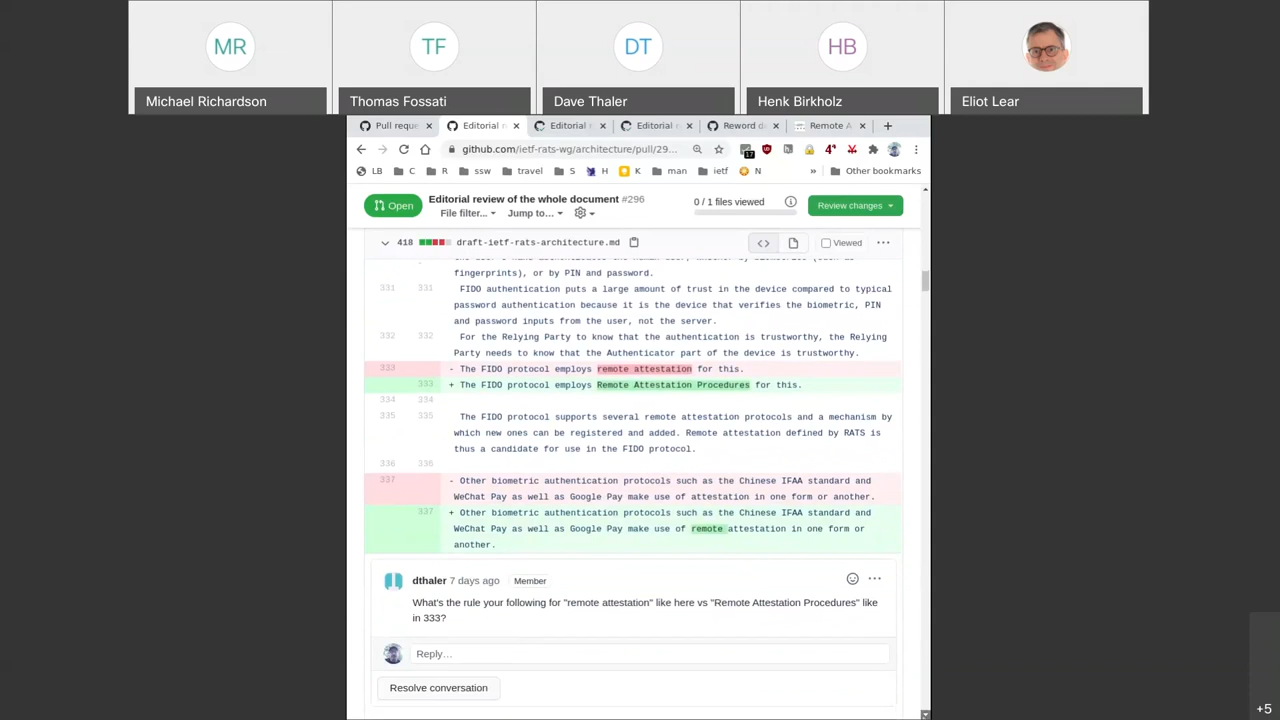 MR
TF
DT
HB
Michael Richardson
Thomas Fossati
Dave Thaler
Henk Birkholz
Eliot Lear
Pull reque
Editorial r
Editorial r
Editorial r
Reword de
Remote A
github.com/ietf-rats-wg/architecture/pull/29...
17
LB
C
R
ssw
travel
S
H
K
man
ietf
N
»
Other bookmarks
Open
Editorial review of the whole document #296
File filter...
Jump to...
0 / 1 files viewed
Review changes
418
draft-ietf-rats-architecture.md
Viewed
fingerprints), or by PIN and password.
331 331 FIDO authentication puts a large amount of trust in the device compared to typical
password authentication because it is the device that verifies the biometric, PIN
and password inputs from the user, not the server.
332 332 For the Relying Party to know that the authentication is trustworthy, the Relying
Party needs to know that the Authenticator part of the device is trustworthy.
333 - The FIDO protocol employs remote attestation for this.
333 + The FIDO protocol employs Remote Attestation Procedures for this.
334 334
335 335 The FIDO protocol supports several remote attestation protocols and a mechanism by
which new ones can be registered and added. Remote attestation defined by RATS is
thus a candidate for use in the FIDO protocol.
336 336
337 - Other biometric authentication protocols such as the Chinese IFAA standard and
WeChat Pay as well as Google Pay make use of attestation in one form or another.
337 + Other biometric authentication protocols such as the Chinese IFAA standard and
WeChat Pay as well as Google Pay make use of remote attestation in one form or
another.
dthaler 7 days ago Member
What's the rule your following for "remote attestation" like here vs "Remote Attestation Procedures" like
in 333?
Reply...
Resolve conversation
+5